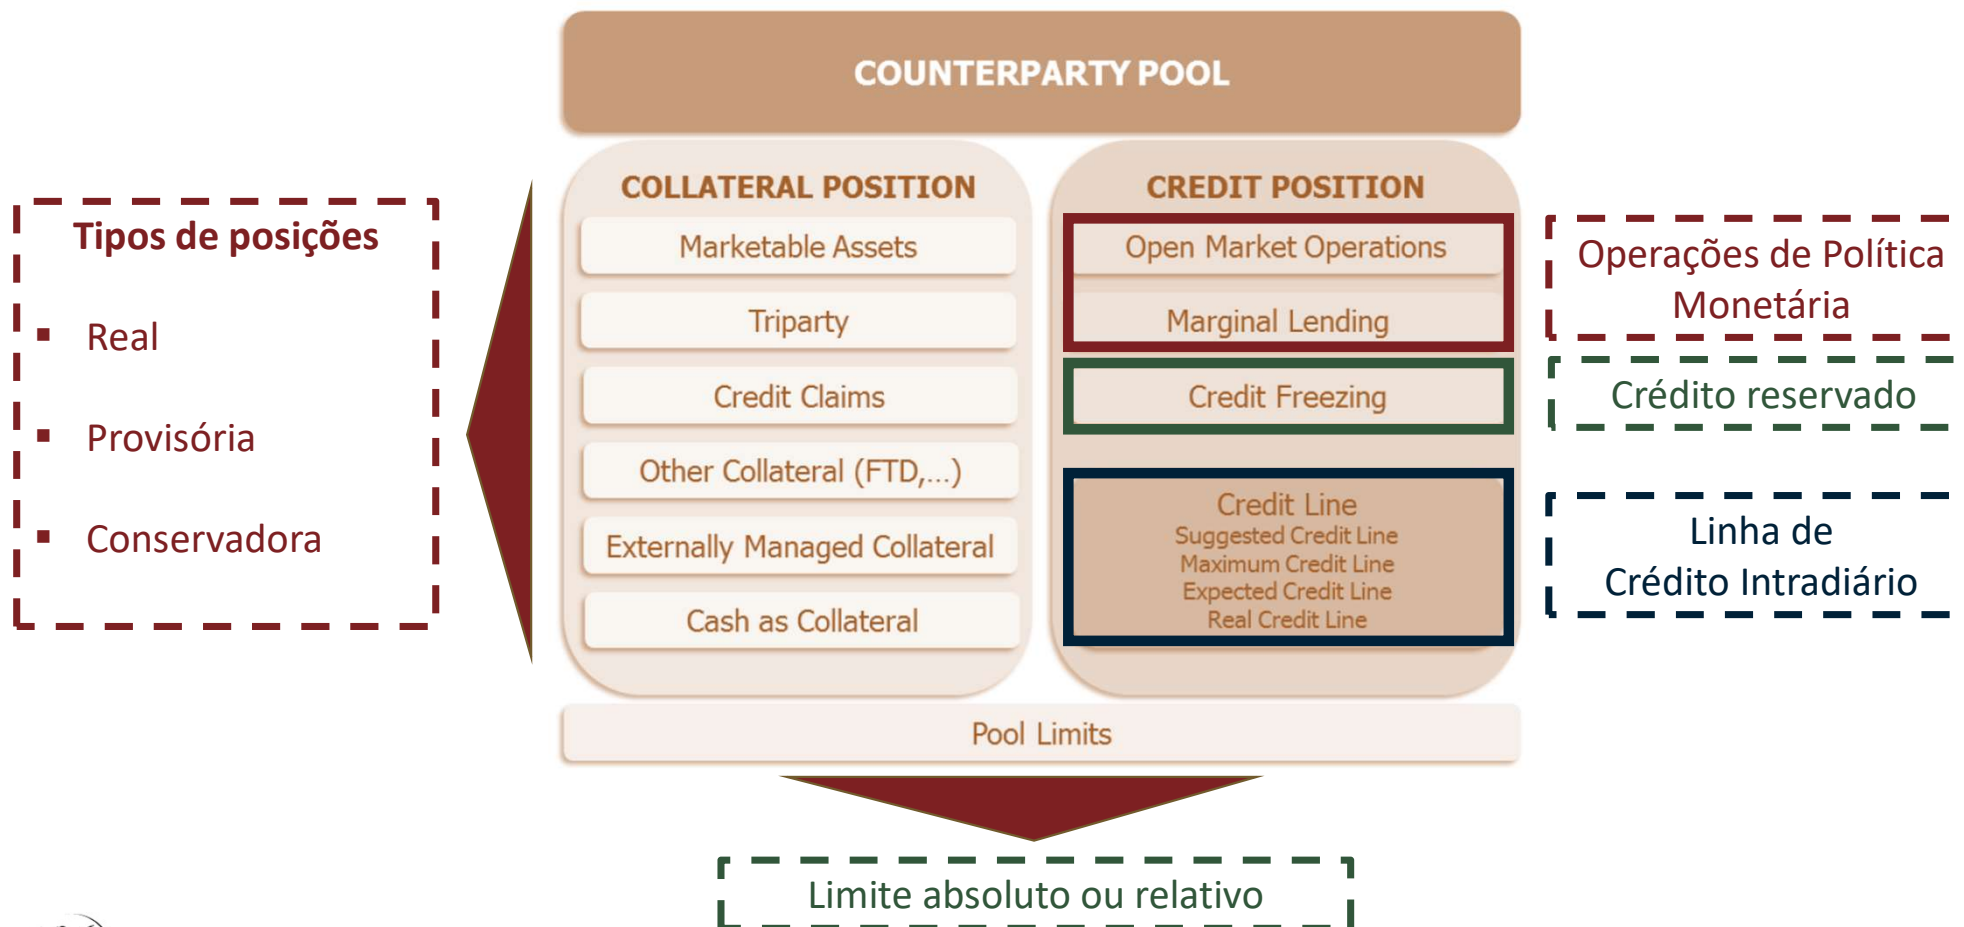 COUNTERPARTY POOL
Tipos de posições
▪ Real
▪ Provisória
▪ Conservadora
COLLATERAL POSITION
Marketable Assets
Triparty
Credit Claims
Other Collateral (FTD,...)
Externally Managed Collateral
Cash as Collateral
CREDIT POSITION
Open Market Operations
Marginal Lending
Credit Freezing
Credit Line
Suggested Credit Line
Maximum Credit Line
Expected Credit Line
Real Credit Line
Operações de Política
Monetária
Crédito reservado
Linha de
Crédito Intradiário
Pool Limits
Limite absoluto ou relativo